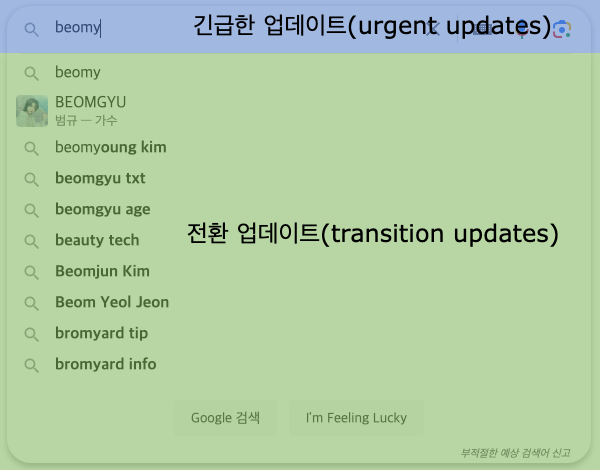 beomy 긴급한 업데이트(urgent updates)
beomy
BEOMGYU
범규 — 가수
beomyoung kim
beomgyu txt
beomgyu age
전환 업데이트(transition updates)
beauty tech
Beomjun Kim
Beom Yeol Jeon
bromyard tip
bromyard info
Google 검색 I'm Feeling Lucky
부적절한 예상 검색어 신고